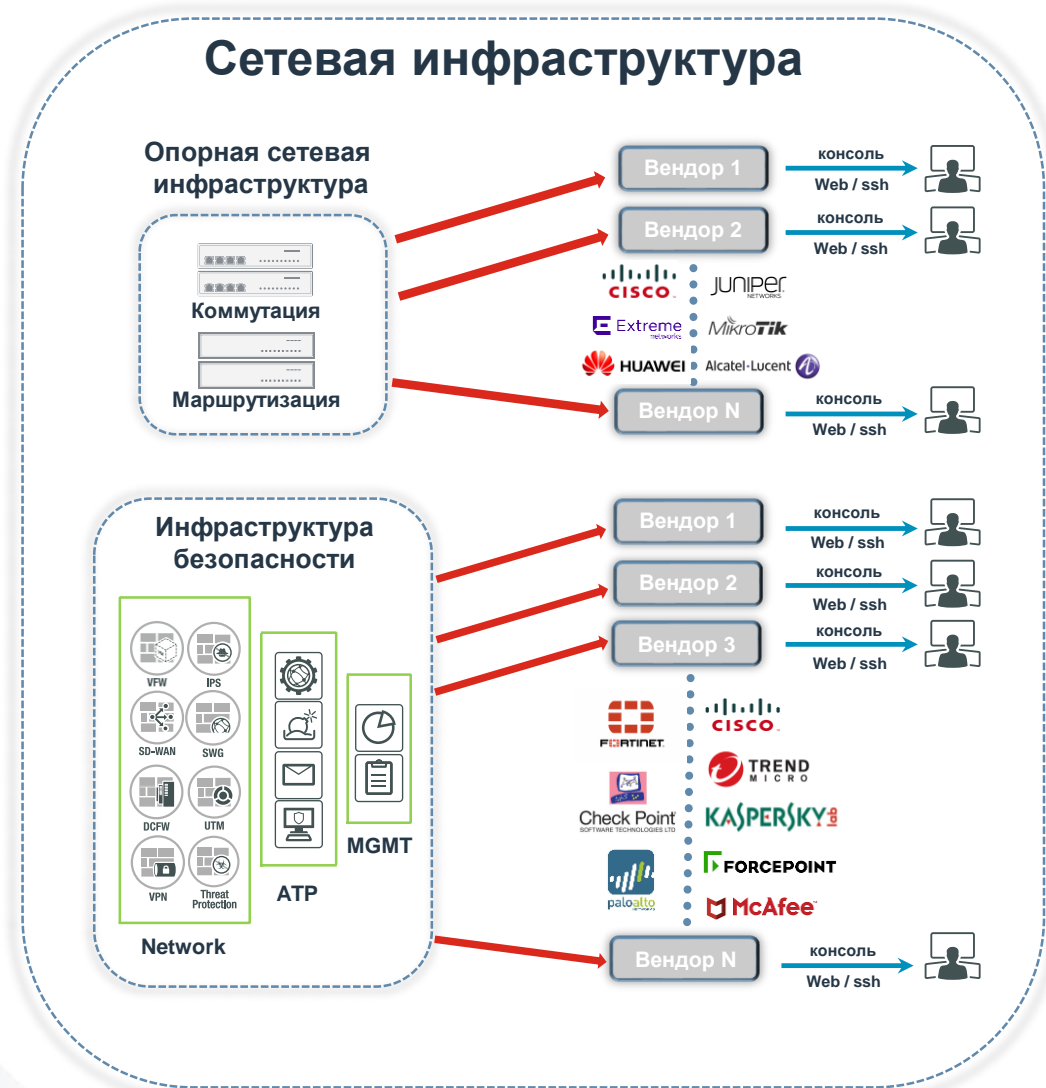 Сетевая инфраструктура
Опорная сетевая
инфраструктура
Коммутация
Маршрутизация
Вендор 1
консоль
Web / ssh
Вендор 2
консоль
Web / ssh
CISCO
JUNIPER
NETWORKS
Extreme
networks
MikroTik
HUAWEI
Alcatel·Lucent
Вендор N
консоль
Web / ssh
Инфраструктура
безопасности
VFW
IPS
SD-WAN
SWG
DCFW
UTM
VPN
Threat
Protection
Network
ATP
MGMT
Вендор 1
консоль
Web / ssh
Вендор 2
консоль
Web / ssh
Вендор 3
консоль
Web / ssh
FORTINET
CISCO
TREND
MICRO
Check Point
SOFTWARE TECHNOLOGIES LTD
KASPERSKY lab
paloalto
NETWORKS
FORCEPOINT
McAfee
Вендор N
консоль
Web / ssh